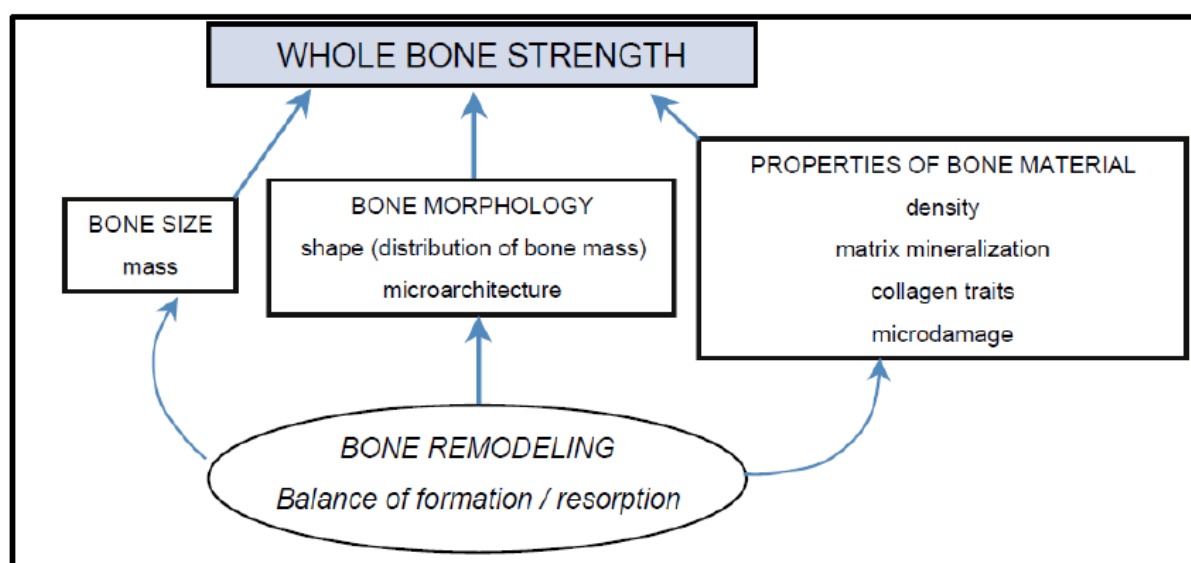 WHOLE BONE STRENGTH
BONE SIZE
mass
BONE MORPHOLOGY
shape (distribution of bone mass)
microarchitecture
PROPERTIES OF BONE MATERIAL
density
matrix mineralization
collagen traits
microdamage
BONE REMODELING
Balance of formation / resorption